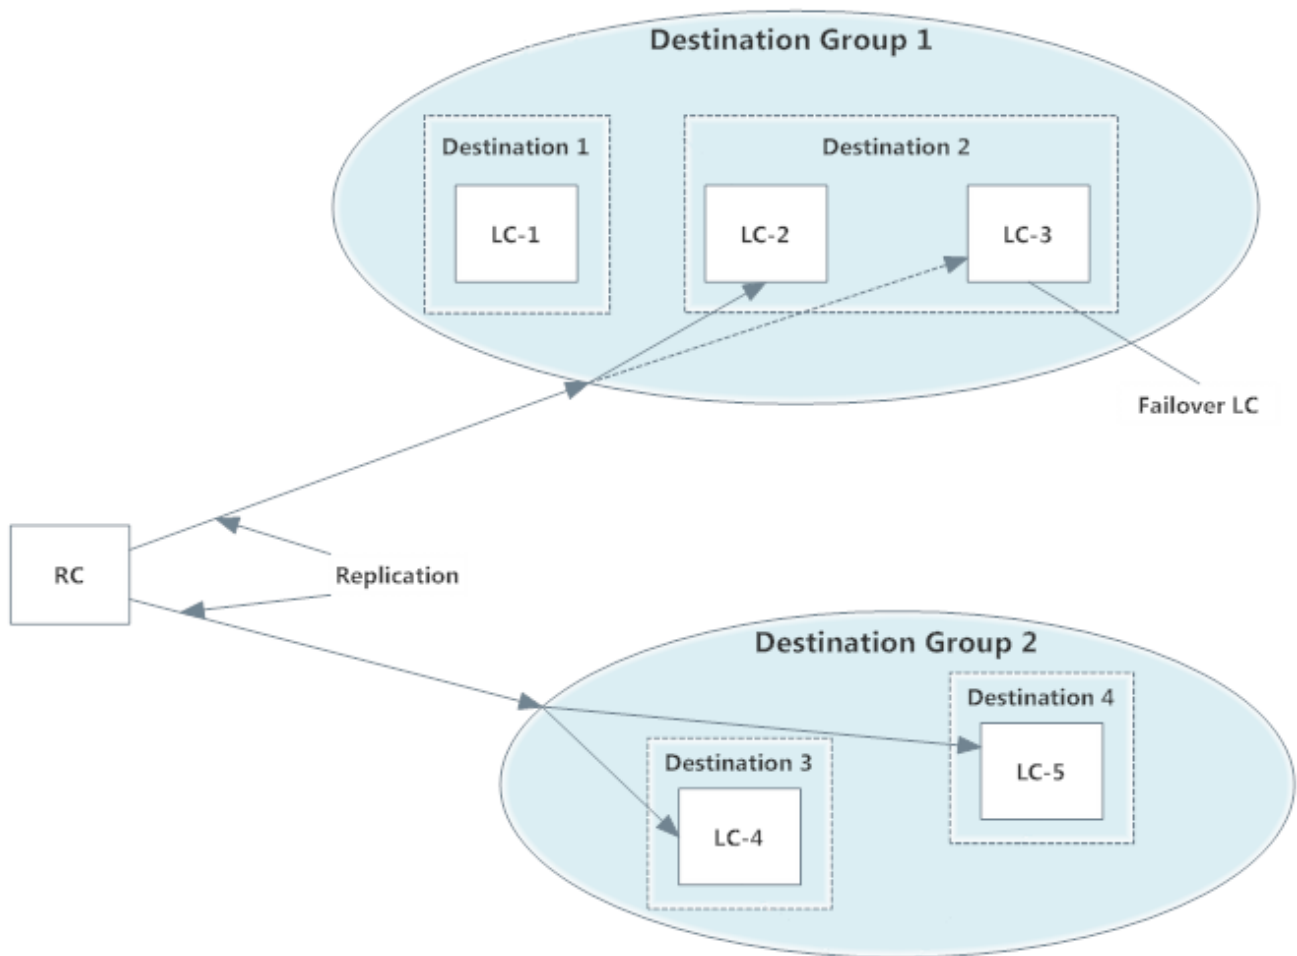 Destination Group 1
Destination 1
Destination 2
LC-1
LC-2
LC-3
Failover LC
RC
Replication
Destination Group 2
Destination 4
Destination 3
LC-5
LC-4